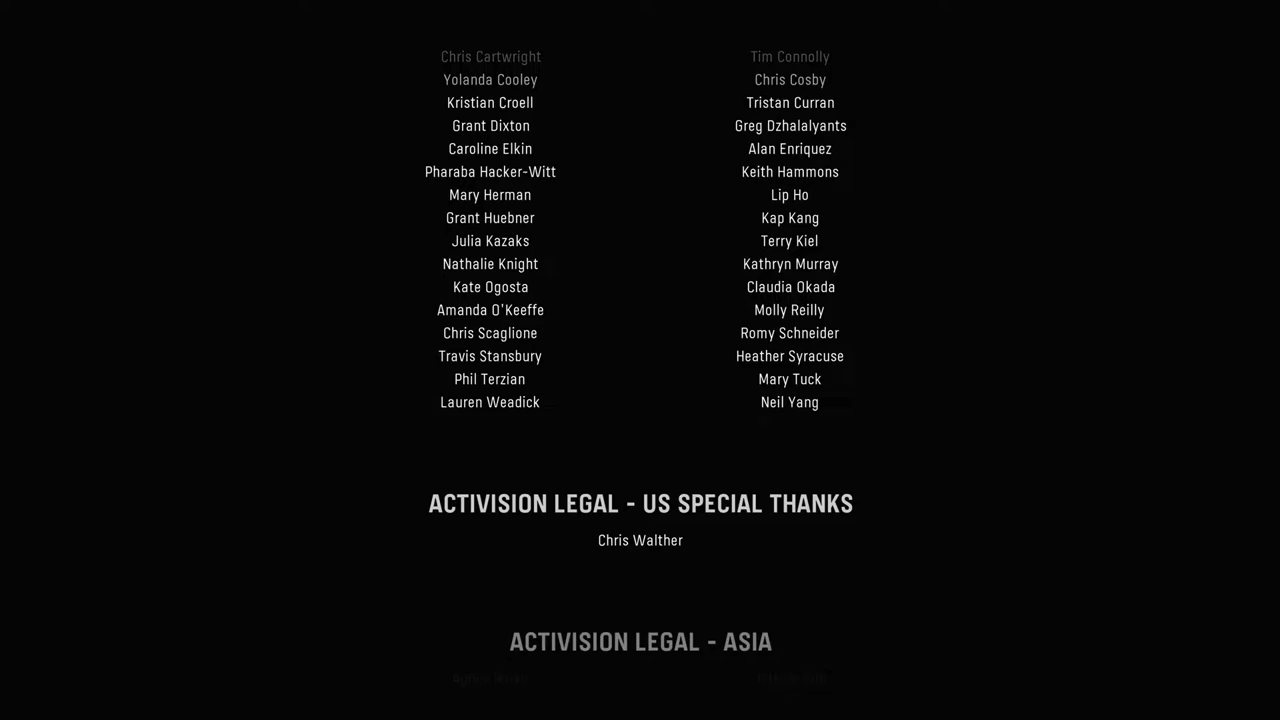 Chris Cartwright Tim Connolly
Yolanda Cooley Chris Cosby
Kristian Croell Tristan Curran
Grant Dixton Greg Dzhalalyants
Caroline Elkin Alan Enriquez
Pharaba Hacker-Witt Keith Hammons
Mary Herman Lip Ho
Grant Huebner Kap Kang
Julia Kazaks Terry Kiel
Nathalie Knight Kathryn Murray
Kate Ogosta Claudia Okada
Amanda O'Keeffe Molly Reilly
Chris Scaglione Romy Schneider
Travis Stansbury Heather Syracuse
Phil Terzian Mary Tuck
Lauren Weadick Neil Yang
ACTIVISION LEGAL - US SPECIAL THANKS
Chris Walther
ACTIVISION LEGAL - ASIA